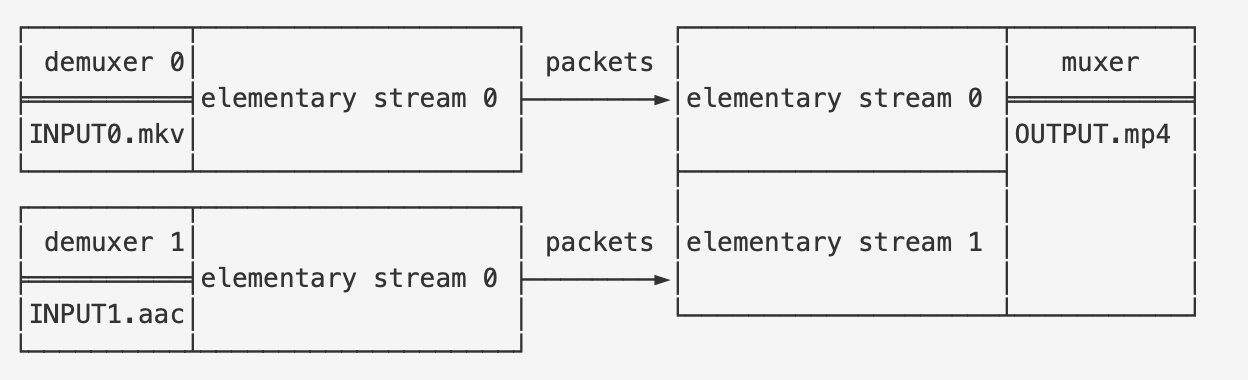 demuxer 0
elementary stream 0
INPUT0.mkv
packets
elementary stream 0
muxer
OUTPUT.mp4
demuxer 1
elementary stream 0
INPUT1.aac
packets
elementary stream 1